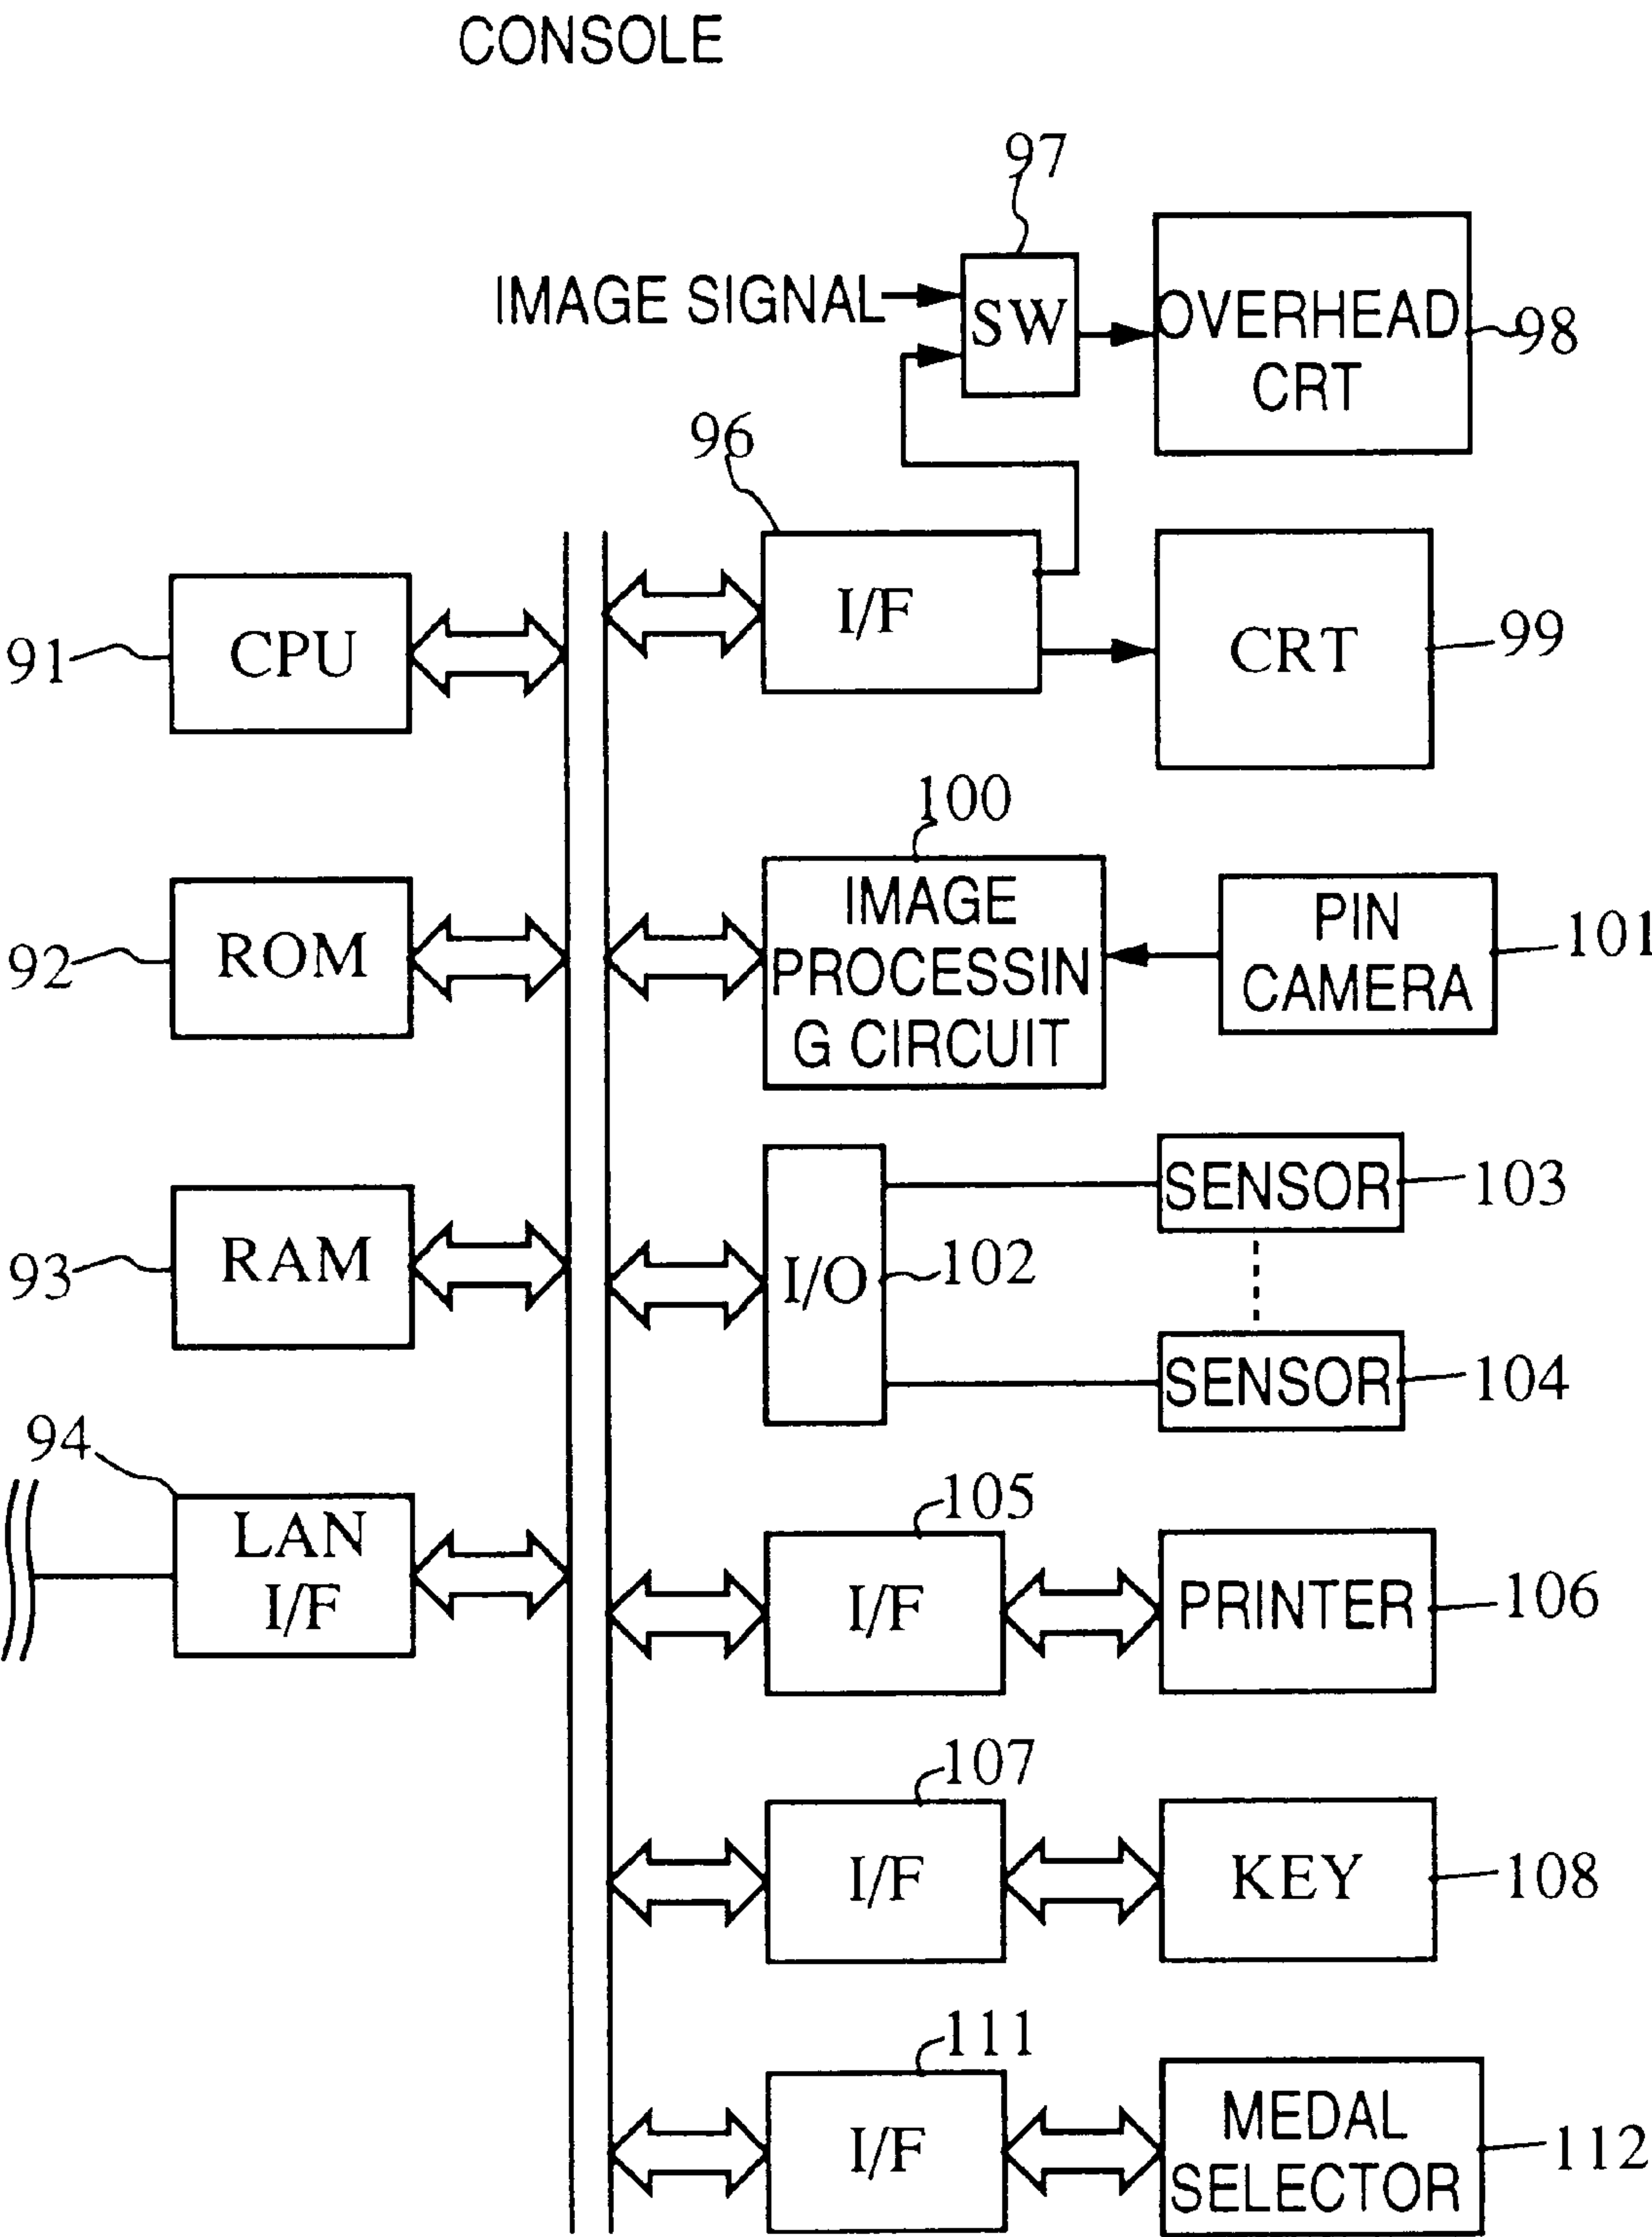 CONSOLE
97
IMAGE SIGNAL
SW
OVERHEAD
CRT
98
96
I/F
CPU
91
CRT
99
100
IMAGE
PROCESSIN
G CIRCUIT
PIN
CAMERA
101
ROM
92
SENSOR
103
RAM
93
I/O
102
SENSOR
104
94
LAN
I/F
105
I/F
PRINTER
106
107
I/F
KEY
108
111
I/F
MEDAL
SELECTOR
112